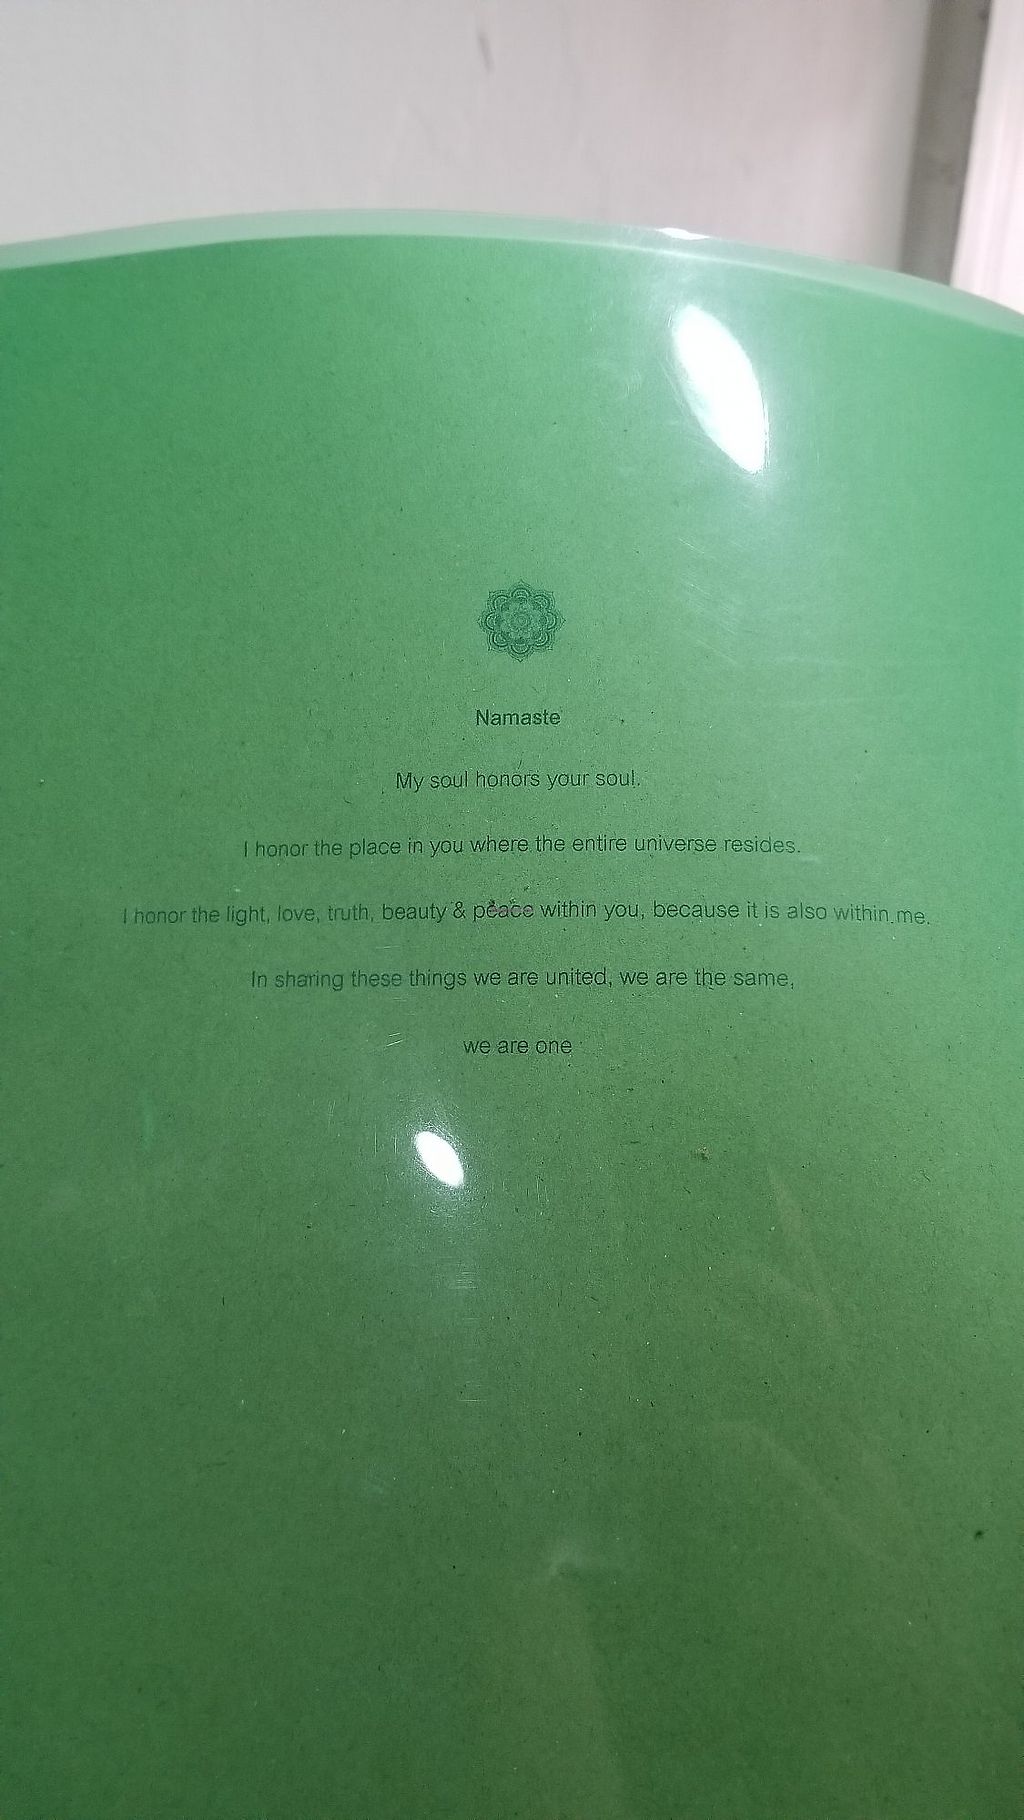 Namaste
My soul honors your soul.
I honor the place in you where the entire universe resides.
I honor the light, love, truth, beauty & peace within you, because it is also within me.
In sharing these things we are united, we are the same,
we are one